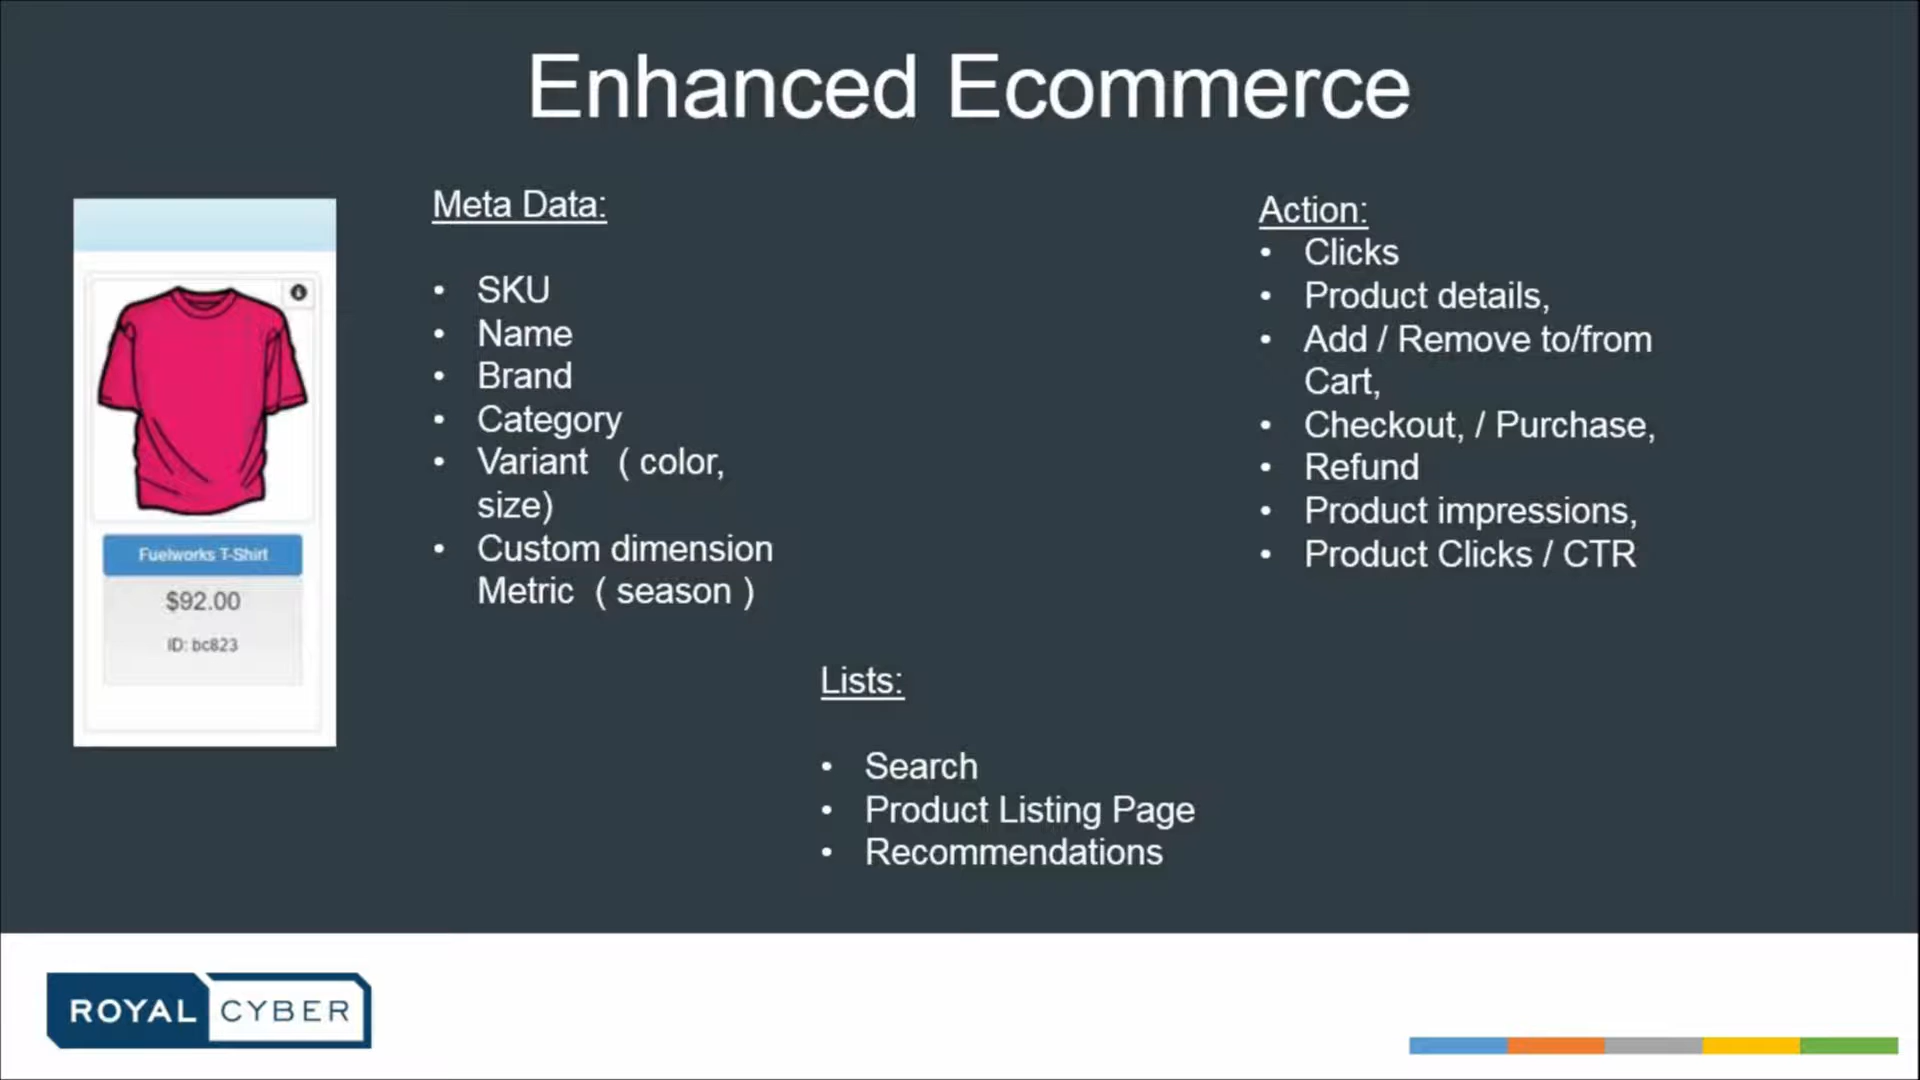 Enhanced Ecommerce
Fuelworks T-Shirt
$92.00
ID: bc823
Meta Data:
• SKU
• Name
• Brand
• Category
• Variant ( color,
size)
• Custom dimension
Metric ( season )
Action:
• Clicks
• Product details,
• Add / Remove to/from
Cart,
• Checkout, / Purchase,
• Refund
• Product impressions,
• Product Clicks / CTR
Lists:
• Search
• Product Listing Page
• Recommendations
ROYAL CYBER